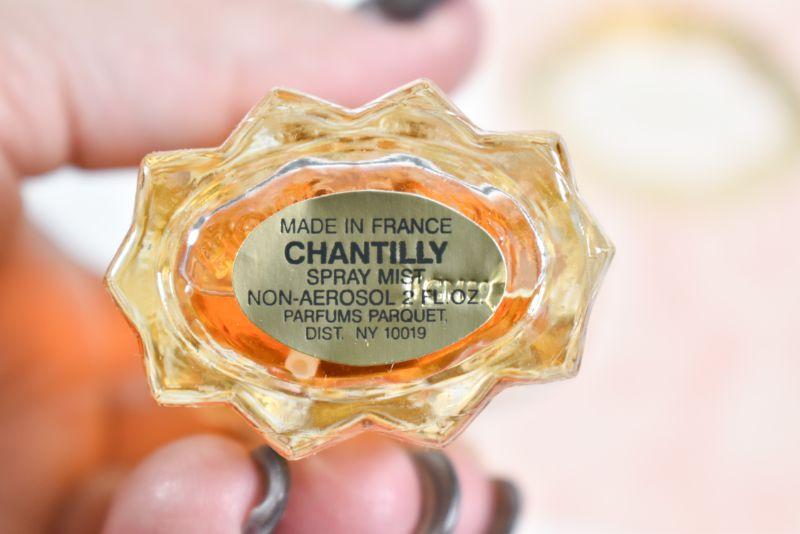 MADE IN FRANCE
CHANTILLY
SPRAY MIST
NON-AEROSOL 2 FL. OZ.
PARFUMS PARQUET,
DIST. NY 10019